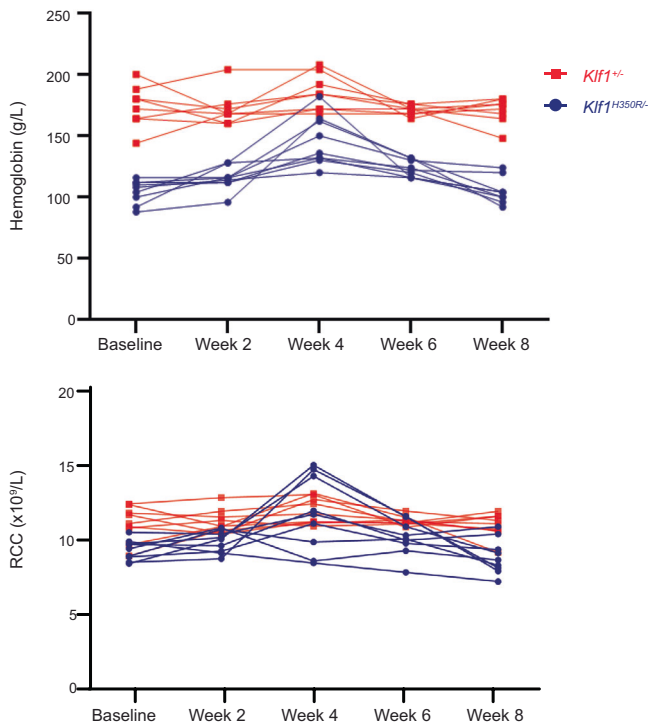 250
200
150
100
50
0
Hemoglobin (g/L)
Baseline Week 2 Week 4 Week 6 Week 8
Klf1+/-
Klf1H350R/-
20
15
10
5
0
RCC (x10⁹/L)
Baseline Week 2 Week 4 Week 6 Week 8